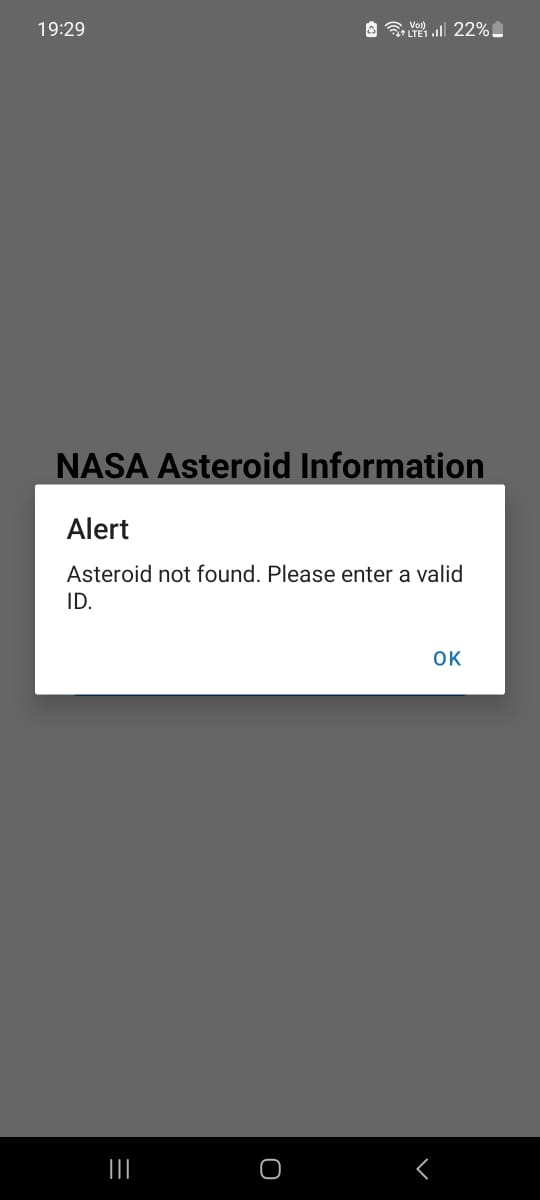 19:29
Vo))
LTE1
22%
NASA Asteroid Information
Alert
Asteroid not found. Please enter a valid
ID.
OK